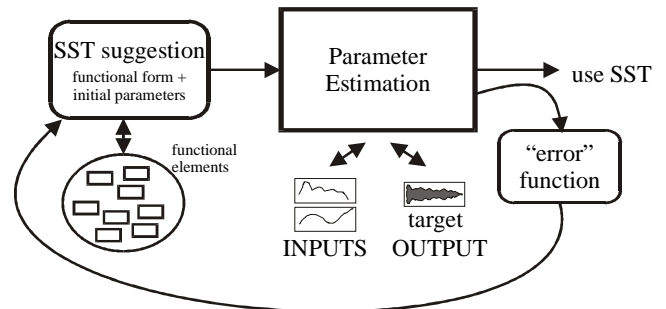 SST suggestion
functional form +
initial parameters
functional
elements
Parameter
Estimation
use SST
“error”
function
INPUTS
target
OUTPUT